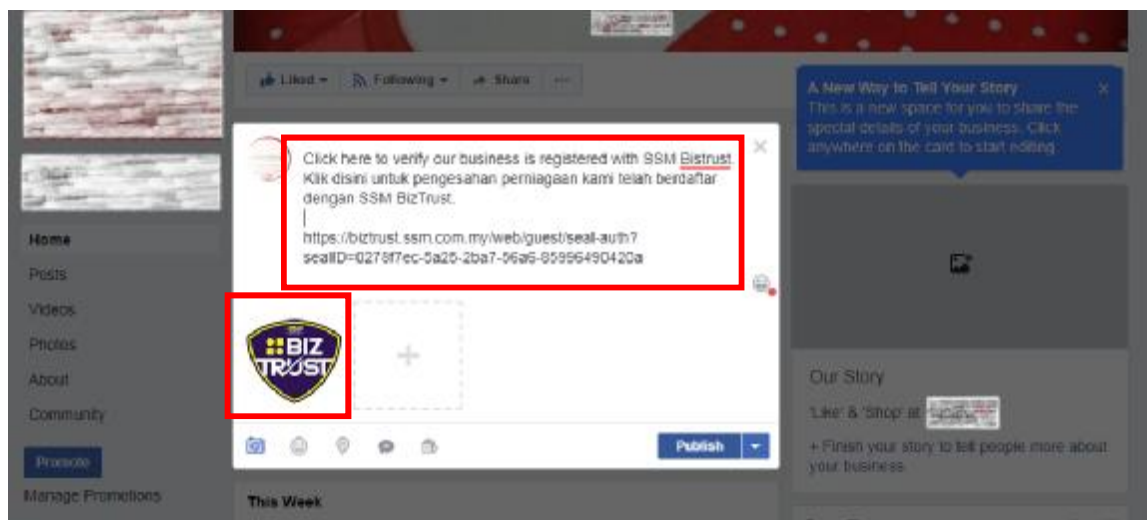 Liked
Following
Share
A New Way to Tell Your Story
This is a new space for you to share the
special details of your business. Click
anywhere on the card to start editing.
Click here to verify our business is registered with SSM Bistrust.
Klik disini untuk pengesahan perniagaan kami telah berdaftar
dengan SSM BizTrust.
https://biztrust.ssm.com.my/web/guest/seal-auth?
sealID=0278f7ec-5a25-2ba7-56a6-85996490420a
Home
Posts
Videos
Photos
About
Community
Promote
Manage Promotions
BIZ
TRUST
Publish
This Week
Our Story
'Like' & 'Shop' at
+ Finish your story to tell people more about
your business